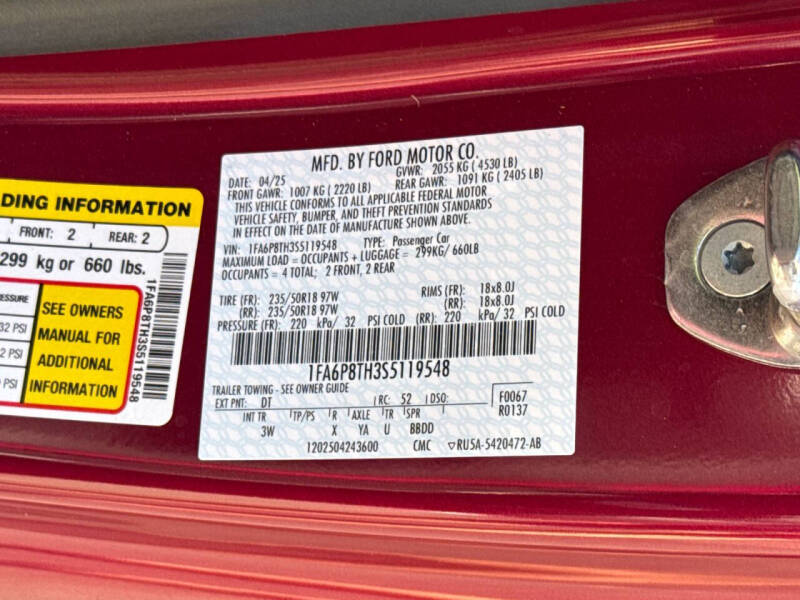 DING INFORMATION
FRONT: 2 REAR: 2
299 kg or 660 lbs.
RESSURE
32 PSI
2 PSI
PSI
SEE OWNERS
MANUAL FOR
ADDITIONAL
INFORMATION
1FA6P8TH3S5119548
MFD. BY FORD MOTOR CO.
DATE: 04/25 GVWR: 2055 KG ( 4530 LB)
FRONT GAWR: 1007 KG ( 2220 LB) REAR GAWR: 1091 KG ( 2405 LB)
THIS VEHICLE CONFORMS TO ALL APPLICABLE FEDERAL MOTOR
VEHICLE SAFETY, BUMPER, AND THEFT PREVENTION STANDARDS
IN EFFECT ON THE DATE OF MANUFACTURE SHOWN ABOVE.
VIN: 1FA6P8TH3S5119548 TYPE: Passenger Car
MAXIMUM LOAD = OCCUPANTS + LUGGAGE = 299KG/ 660LB
OCCUPANTS = 4 TOTAL; 2 FRONT, 2 REAR
TIRE (FR): 235/50R18 97W RIMS (FR): 18x8.0J
(RR): 235/50R18 97W (RR): 18x8.0J
PRESSURE (FR): 220 kPa/ 32 PSI COLD (RR): 220 kPa/ 32 PSI COLD
1FA6P8TH3S5119548
TRAILER TOWING - SEE OWNER GUIDE
EXT PNT: DT RC: 52 DSO: F0067
R0137
INT TR TP/PS R AXLE TR SPR
3W X YA U BBDD
1202504243600 CMC ▽RU5A-5420472-AB